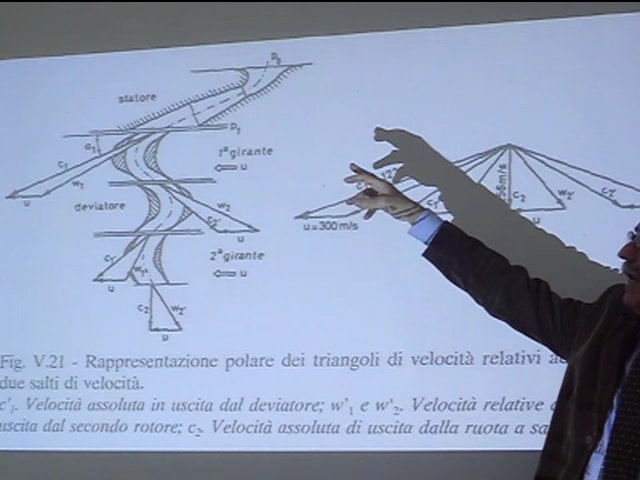 P₀
statore
P₁
α₁
c₁
w₁
u
1ª girante
u
deviatore
c₂'
w₂'
u
2ª girante
u
c₁'
w₁'
u
c₂
w₂'
u
u=300 m/s
c₁'
c₂
w₂'
u
c₂'
u
Fig. V.21 - Rappresentazione polare dei triangoli di velocità relativi
due salti di velocità.
c'₁. Velocità assoluta in uscita dal deviatore; w'₁ e w'₂. Velocità relative
uscita dal secondo rotore; c₂. Velocità assoluta di uscita dalla ruota a